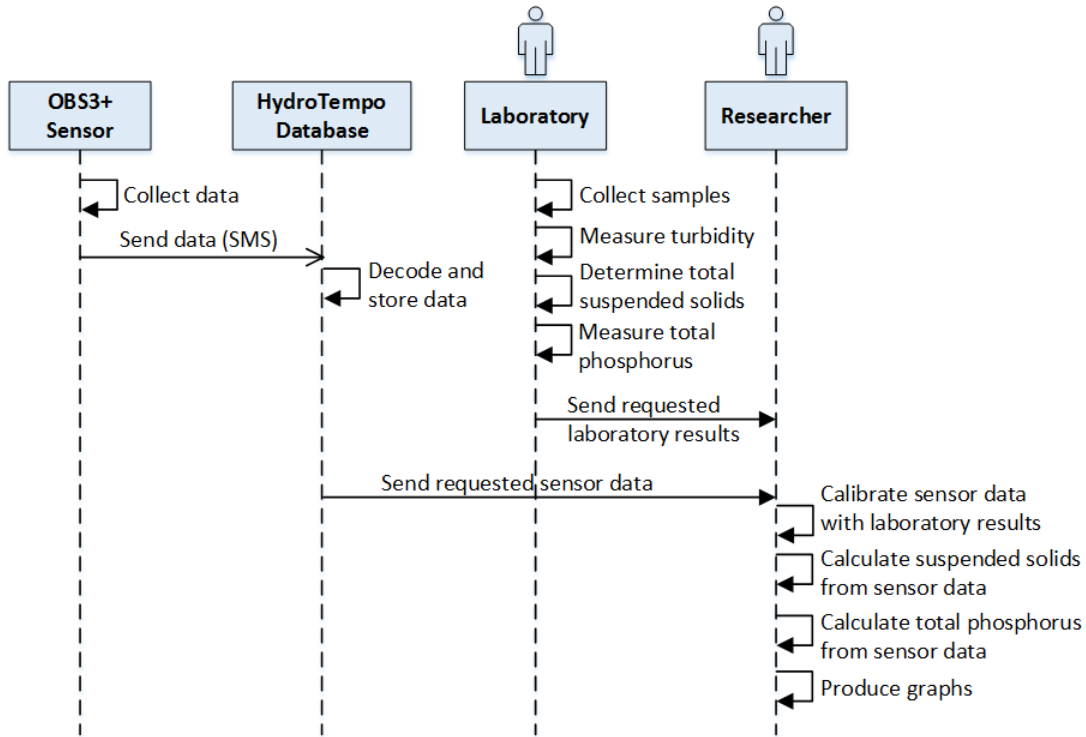 OBS3+
Sensor
HydroTempo
Database
Laboratory
Researcher
Collect data
Collect samples
Send data (SMS)
Measure turbidity
Decode and
store data
Determine total
suspended solids
Measure total
phosphorus
Send requested
laboratory results
Send requested sensor data
Calibrate sensor data
with laboratory results
Calculate suspended solids
from sensor data
Calculate total phosphorus
from sensor data
Produce graphs